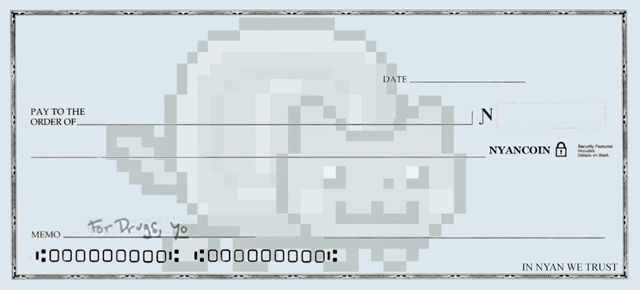 DATE
PAY TO THE
ORDER OF
N
NYANCOIN
Security Features
Included.
Details on Back.
For Drugs, yo
MEMO
⑆0000000000⑆ ⑆0000000000⑆
IN NYAN WE TRUST